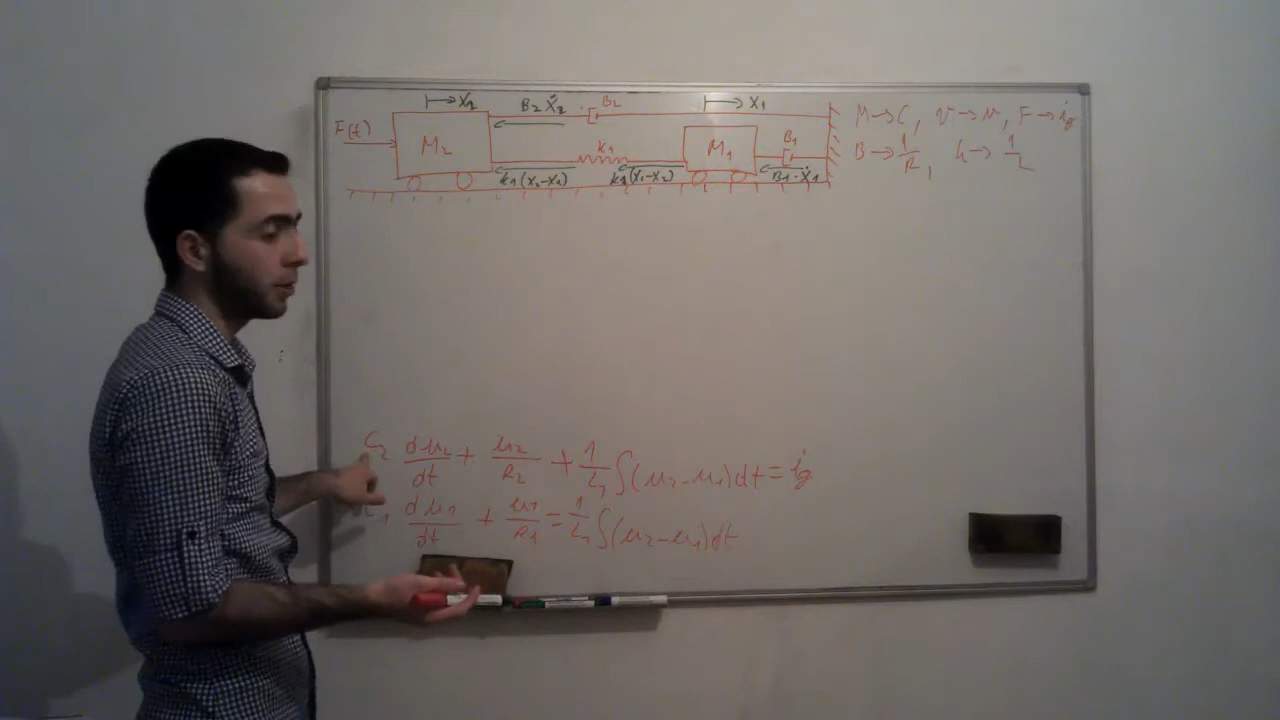 X₂ B₂ Ẋ₂ B₂ X₁ M→C, v→u, F→ig
F(t) M₂ k₁ M₁ B₁ B→1/R, k→1/L
k₁(X₂-X₁) k₁(X₁-X₂) B₁·Ẋ₁
C₂ du₂/dt + u₂/R₂ + 1/L₁ ∫(u₂-u₁)dt = ig
C₁ du₁/dt + u₁/R₁ = 1/L₁ ∫(u₂-u₁)dt